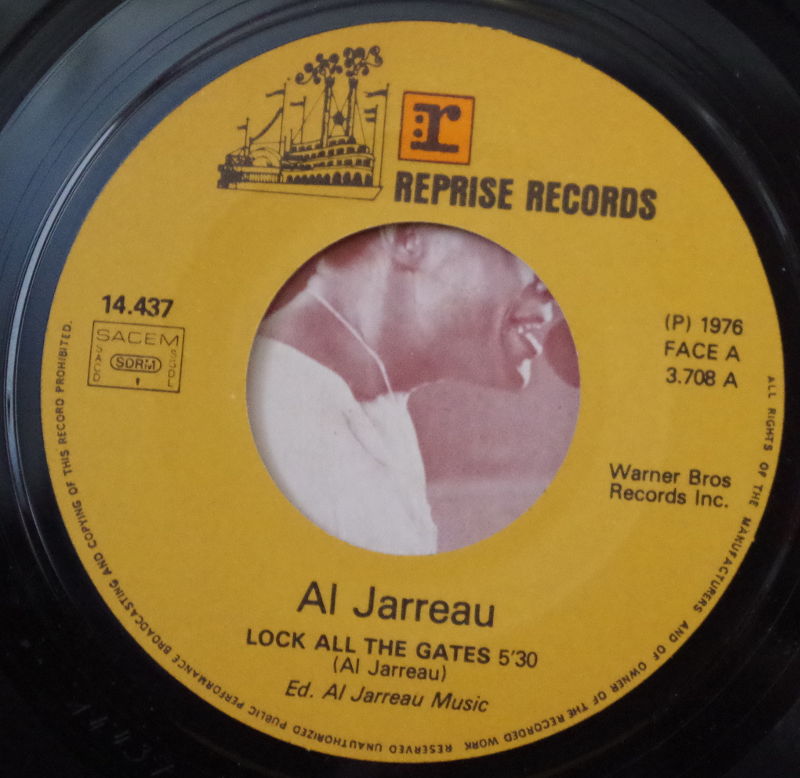 r:
REPRISE RECORDS
14.437
SACEM
SACD
SDRM
SGDL
(P) 1976
FACE A
3.708 A
Warner Bros
Records Inc.
Al Jarreau
LOCK ALL THE GATES 5'30
(Al Jarreau)
Ed. Al Jarreau Music
ALL RIGHTS OF THE MANUFACTURERS AND OF OWNER OF THE RECORDED WORK RESERVED UNAUTHORIZED PUBLIC PERFORMANCE BROADCASTING AND COPYING OF THIS RECORD PROHIBITED.